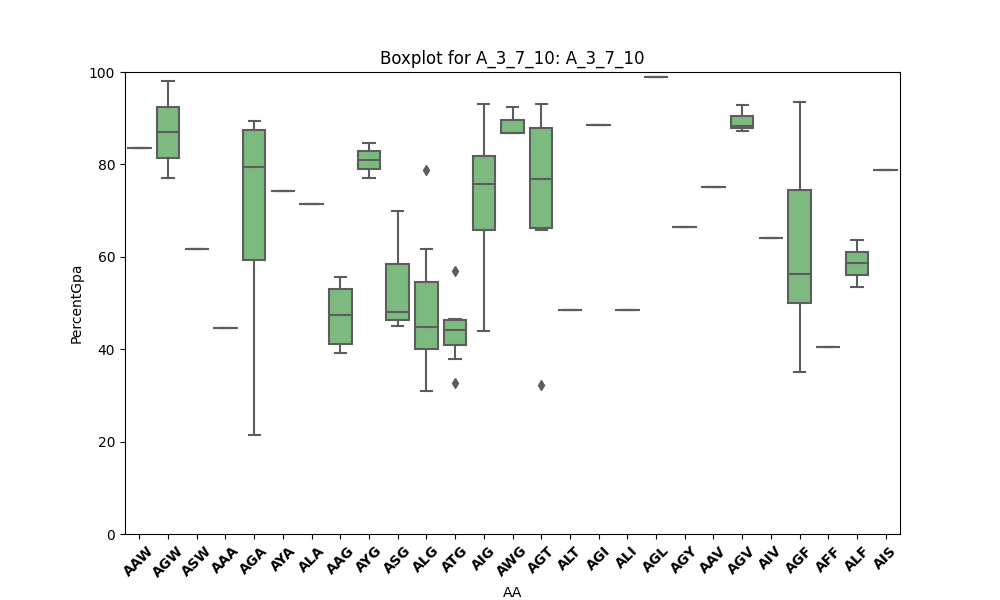 Boxplot for A_3_7_10: A_3_7_10
PercentGpa
100
80
60
40
20
0
AAW AGW ASW AAA AGA AYA ALA AAG AYG ASG ALG ATG AIG AWG AGT ALT AGI ALI AGL AGY AAV AGV AIV AGF AFF ALF AIS
AA